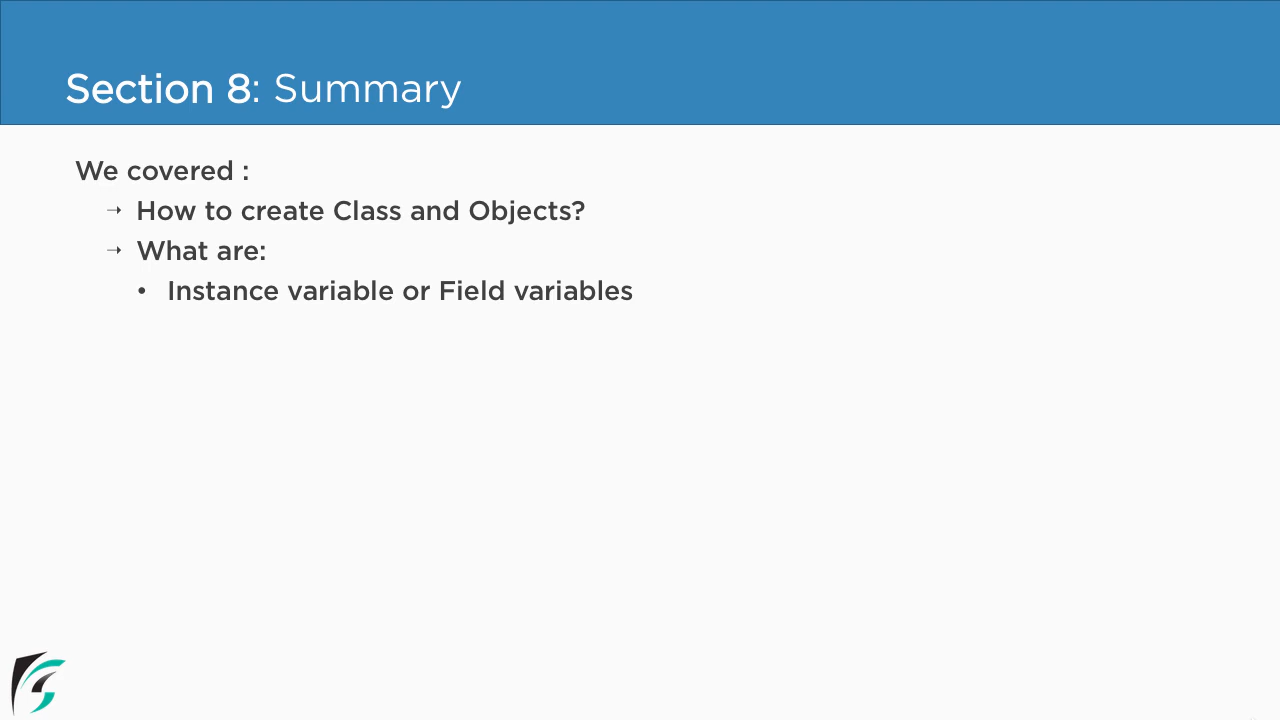 Section 8: Summary
We covered :
→ How to create Class and Objects?
→ What are:
• Instance variable or Field variables